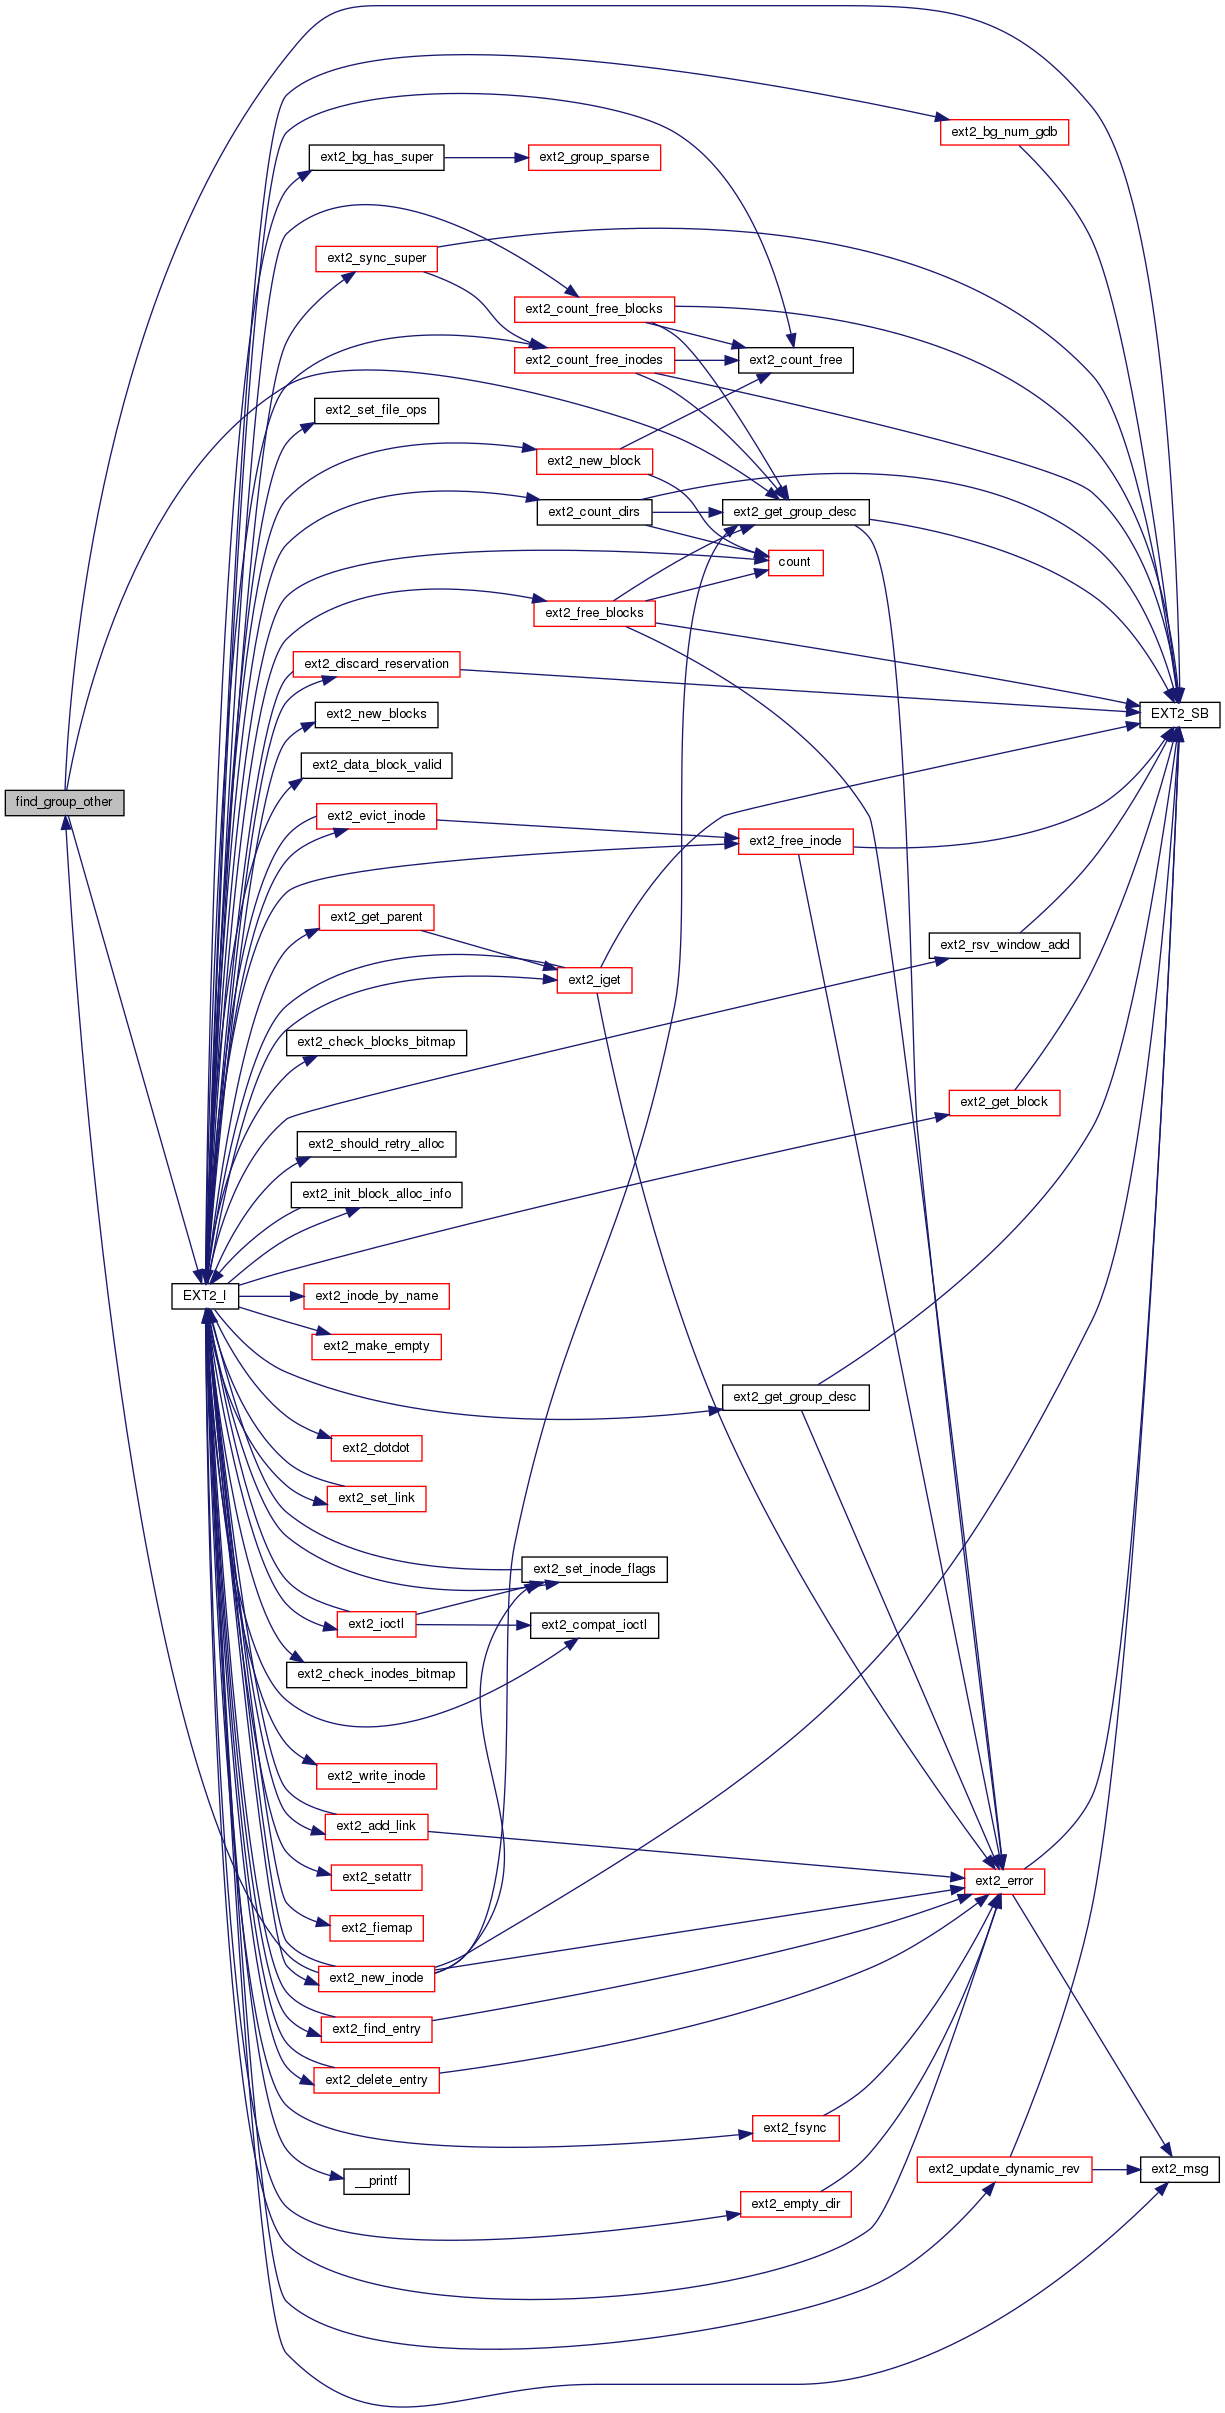 ext2_bg_num_gdb
ext2_bg_has_super
ext2_group_sparse
ext2_sync_super
ext2_count_free_blocks
ext2_count_free_inodes
ext2_count_free
ext2_set_file_ops
ext2_new_block
ext2_count_dirs
ext2_get_group_desc
count
ext2_free_blocks
ext2_discard_reservation
ext2_new_blocks
EXT2_SB
ext2_data_block_valid
find_group_other
ext2_evict_inode
ext2_free_inode
ext2_get_parent
ext2_rsv_window_add
ext2_iget
ext2_check_blocks_bitmap
ext2_get_block
ext2_should_retry_alloc
ext2_init_block_alloc_info
EXT2_I
ext2_inode_by_name
ext2_make_empty
ext2_get_group_desc
ext2_dotdot
ext2_set_link
ext2_set_inode_flags
ext2_ioctl
ext2_compat_ioctl
ext2_check_inodes_bitmap
ext2_write_inode
ext2_add_link
ext2_setattr
ext2_error
ext2_fiemap
ext2_new_inode
ext2_find_entry
ext2_delete_entry
ext2_fsync
ext2_update_dynamic_rev
ext2_msg
__printf
ext2_empty_dir